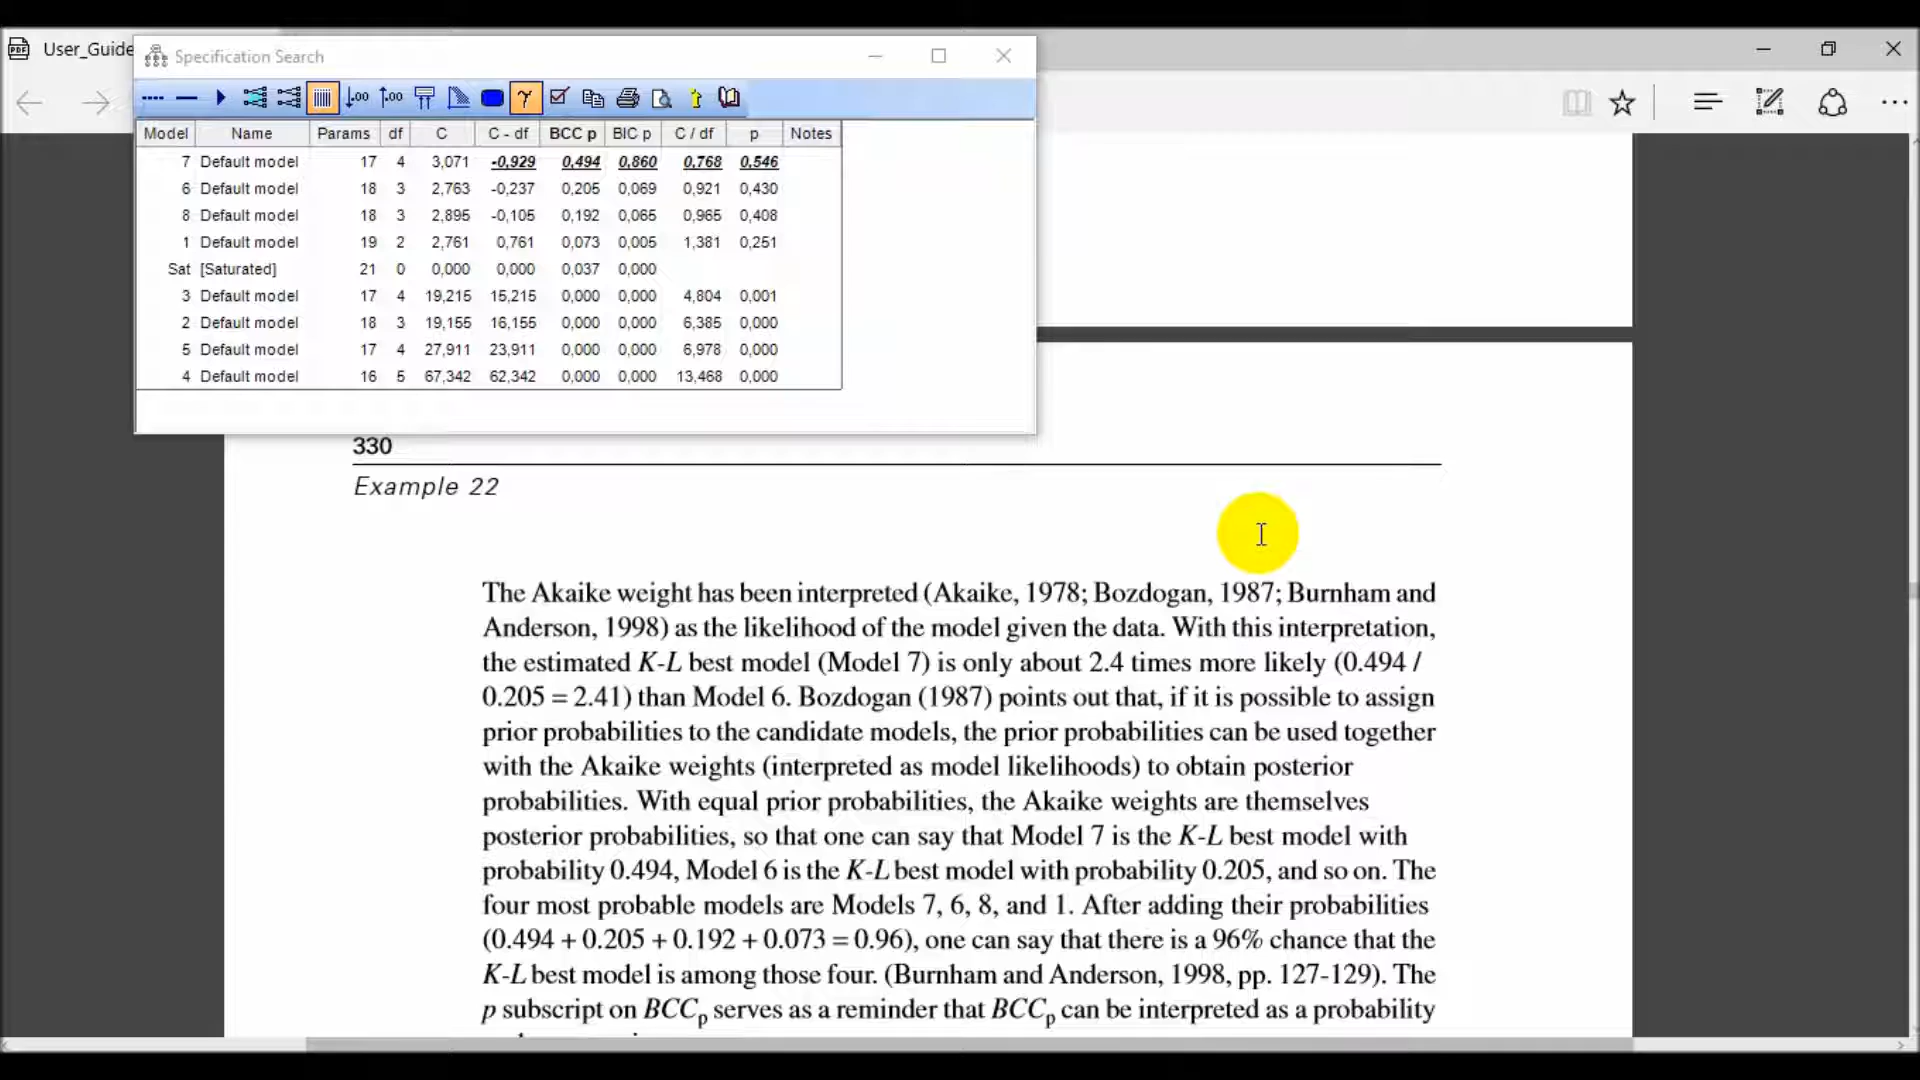 User_Guide
Specification Search
Model Name Params df C C - df BCC p BIC p C / df p Notes
7 Default model 17 4 3,071 -0,929 0,494 0,860 0,768 0,546
6 Default model 18 3 2,763 -0,237 0,205 0,069 0,921 0,430
8 Default model 18 3 2,895 -0,105 0,192 0,065 0,965 0,408
1 Default model 19 2 2,761 0,761 0,073 0,005 1,381 0,251
Sat [Saturated] 21 0 0,000 0,000 0,037 0,000
3 Default model 17 4 19,215 15,215 0,000 0,000 4,804 0,001
2 Default model 18 3 19,155 16,155 0,000 0,000 6,385 0,000
5 Default model 17 4 27,911 23,911 0,000 0,000 6,978 0,000
4 Default model 16 5 67,342 62,342 0,000 0,000 13,468 0,000
330
Example 22
The Akaike weight has been interpreted (Akaike, 1978; Bozdogan, 1987; Burnham and
Anderson, 1998) as the likelihood of the model given the data. With this interpretation,
the estimated K-L best model (Model 7) is only about 2.4 times more likely (0.494 /
0.205 = 2.41) than Model 6. Bozdogan (1987) points out that, if it is possible to assign
prior probabilities to the candidate models, the prior probabilities can be used together
with the Akaike weights (interpreted as model likelihoods) to obtain posterior
probabilities. With equal prior probabilities, the Akaike weights are themselves
posterior probabilities, so that one can say that Model 7 is the K-L best model with
probability 0.494, Model 6 is the K-L best model with probability 0.205, and so on. The
four most probable models are Models 7, 6, 8, and 1. After adding their probabilities
(0.494 + 0.205 + 0.192 + 0.073 = 0.96), one can say that there is a 96% chance that the
K-L best model is among those four. (Burnham and Anderson, 1998, pp. 127-129). The
p subscript on BCCp serves as a reminder that BCCp can be interpreted as a probability